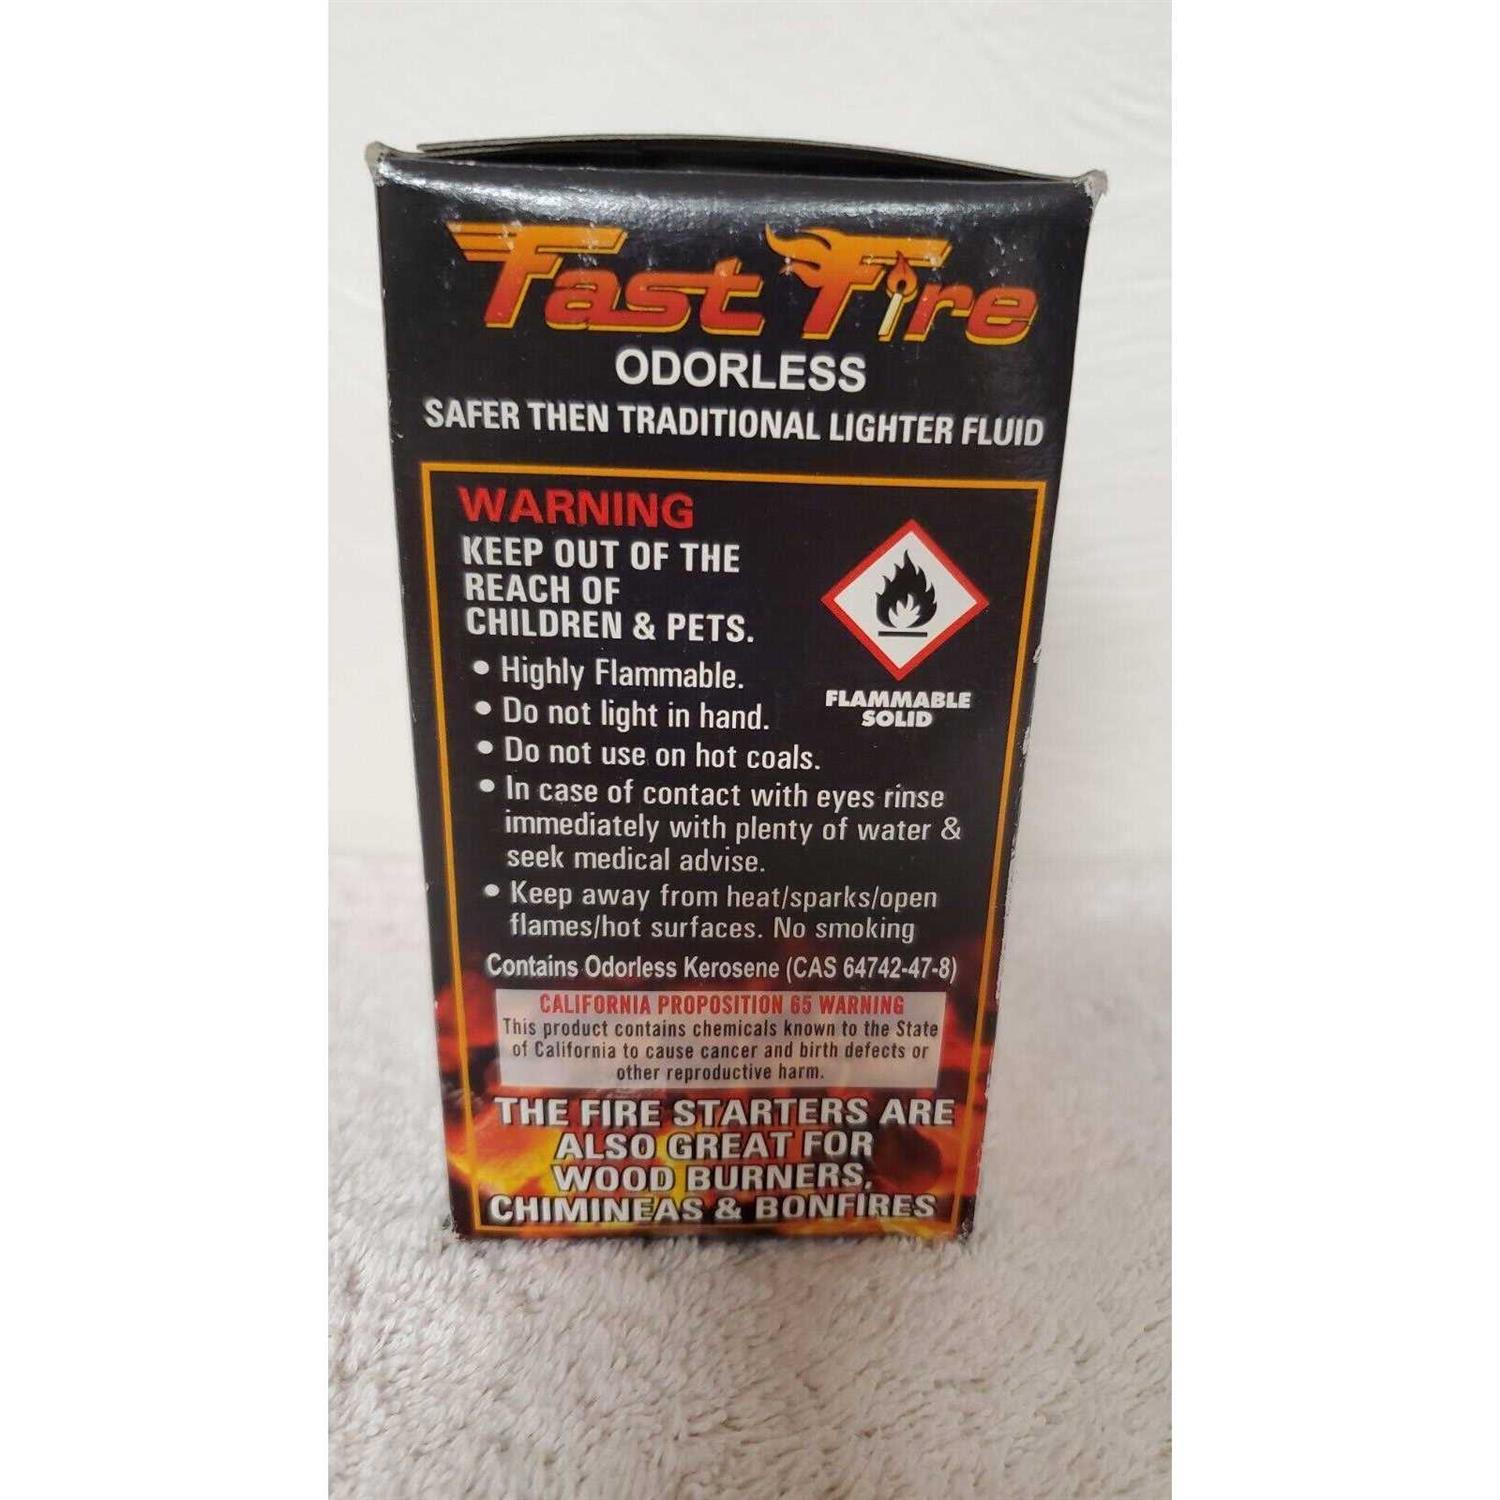 Fast Fire
ODORLESS
SAFER THEN TRADITIONAL LIGHTER FLUID
WARNING
KEEP OUT OF THE
REACH OF
CHILDREN & PETS.
• Highly Flammable.
• Do not light in hand.
• Do not use on hot coals.
• In case of contact with eyes rinse
immediately with plenty of water &
seek medical advise.
• Keep away from heat/sparks/open
flames/hot surfaces. No smoking
FLAMMABLE
SOLID
Contains Odorless Kerosene (CAS 64742-47-8)
CALIFORNIA PROPOSITION 65 WARNING
This product contains chemicals known to the State
of California to cause cancer and birth defects or
other reproductive harm.
THE FIRE STARTERS ARE
ALSO GREAT FOR
WOOD BURNERS,
CHIMINEAS & BONFIRES